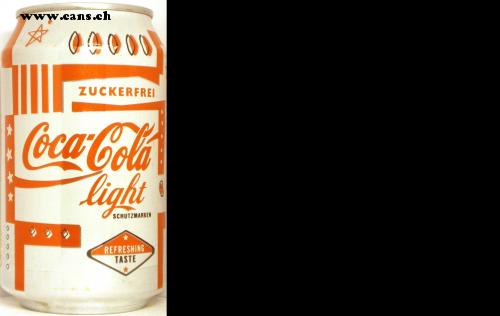 www.cans.ch
ZUCKERFREI
Coca-Cola
light
SCHUTZMARKEN
REFRESHING
TASTE